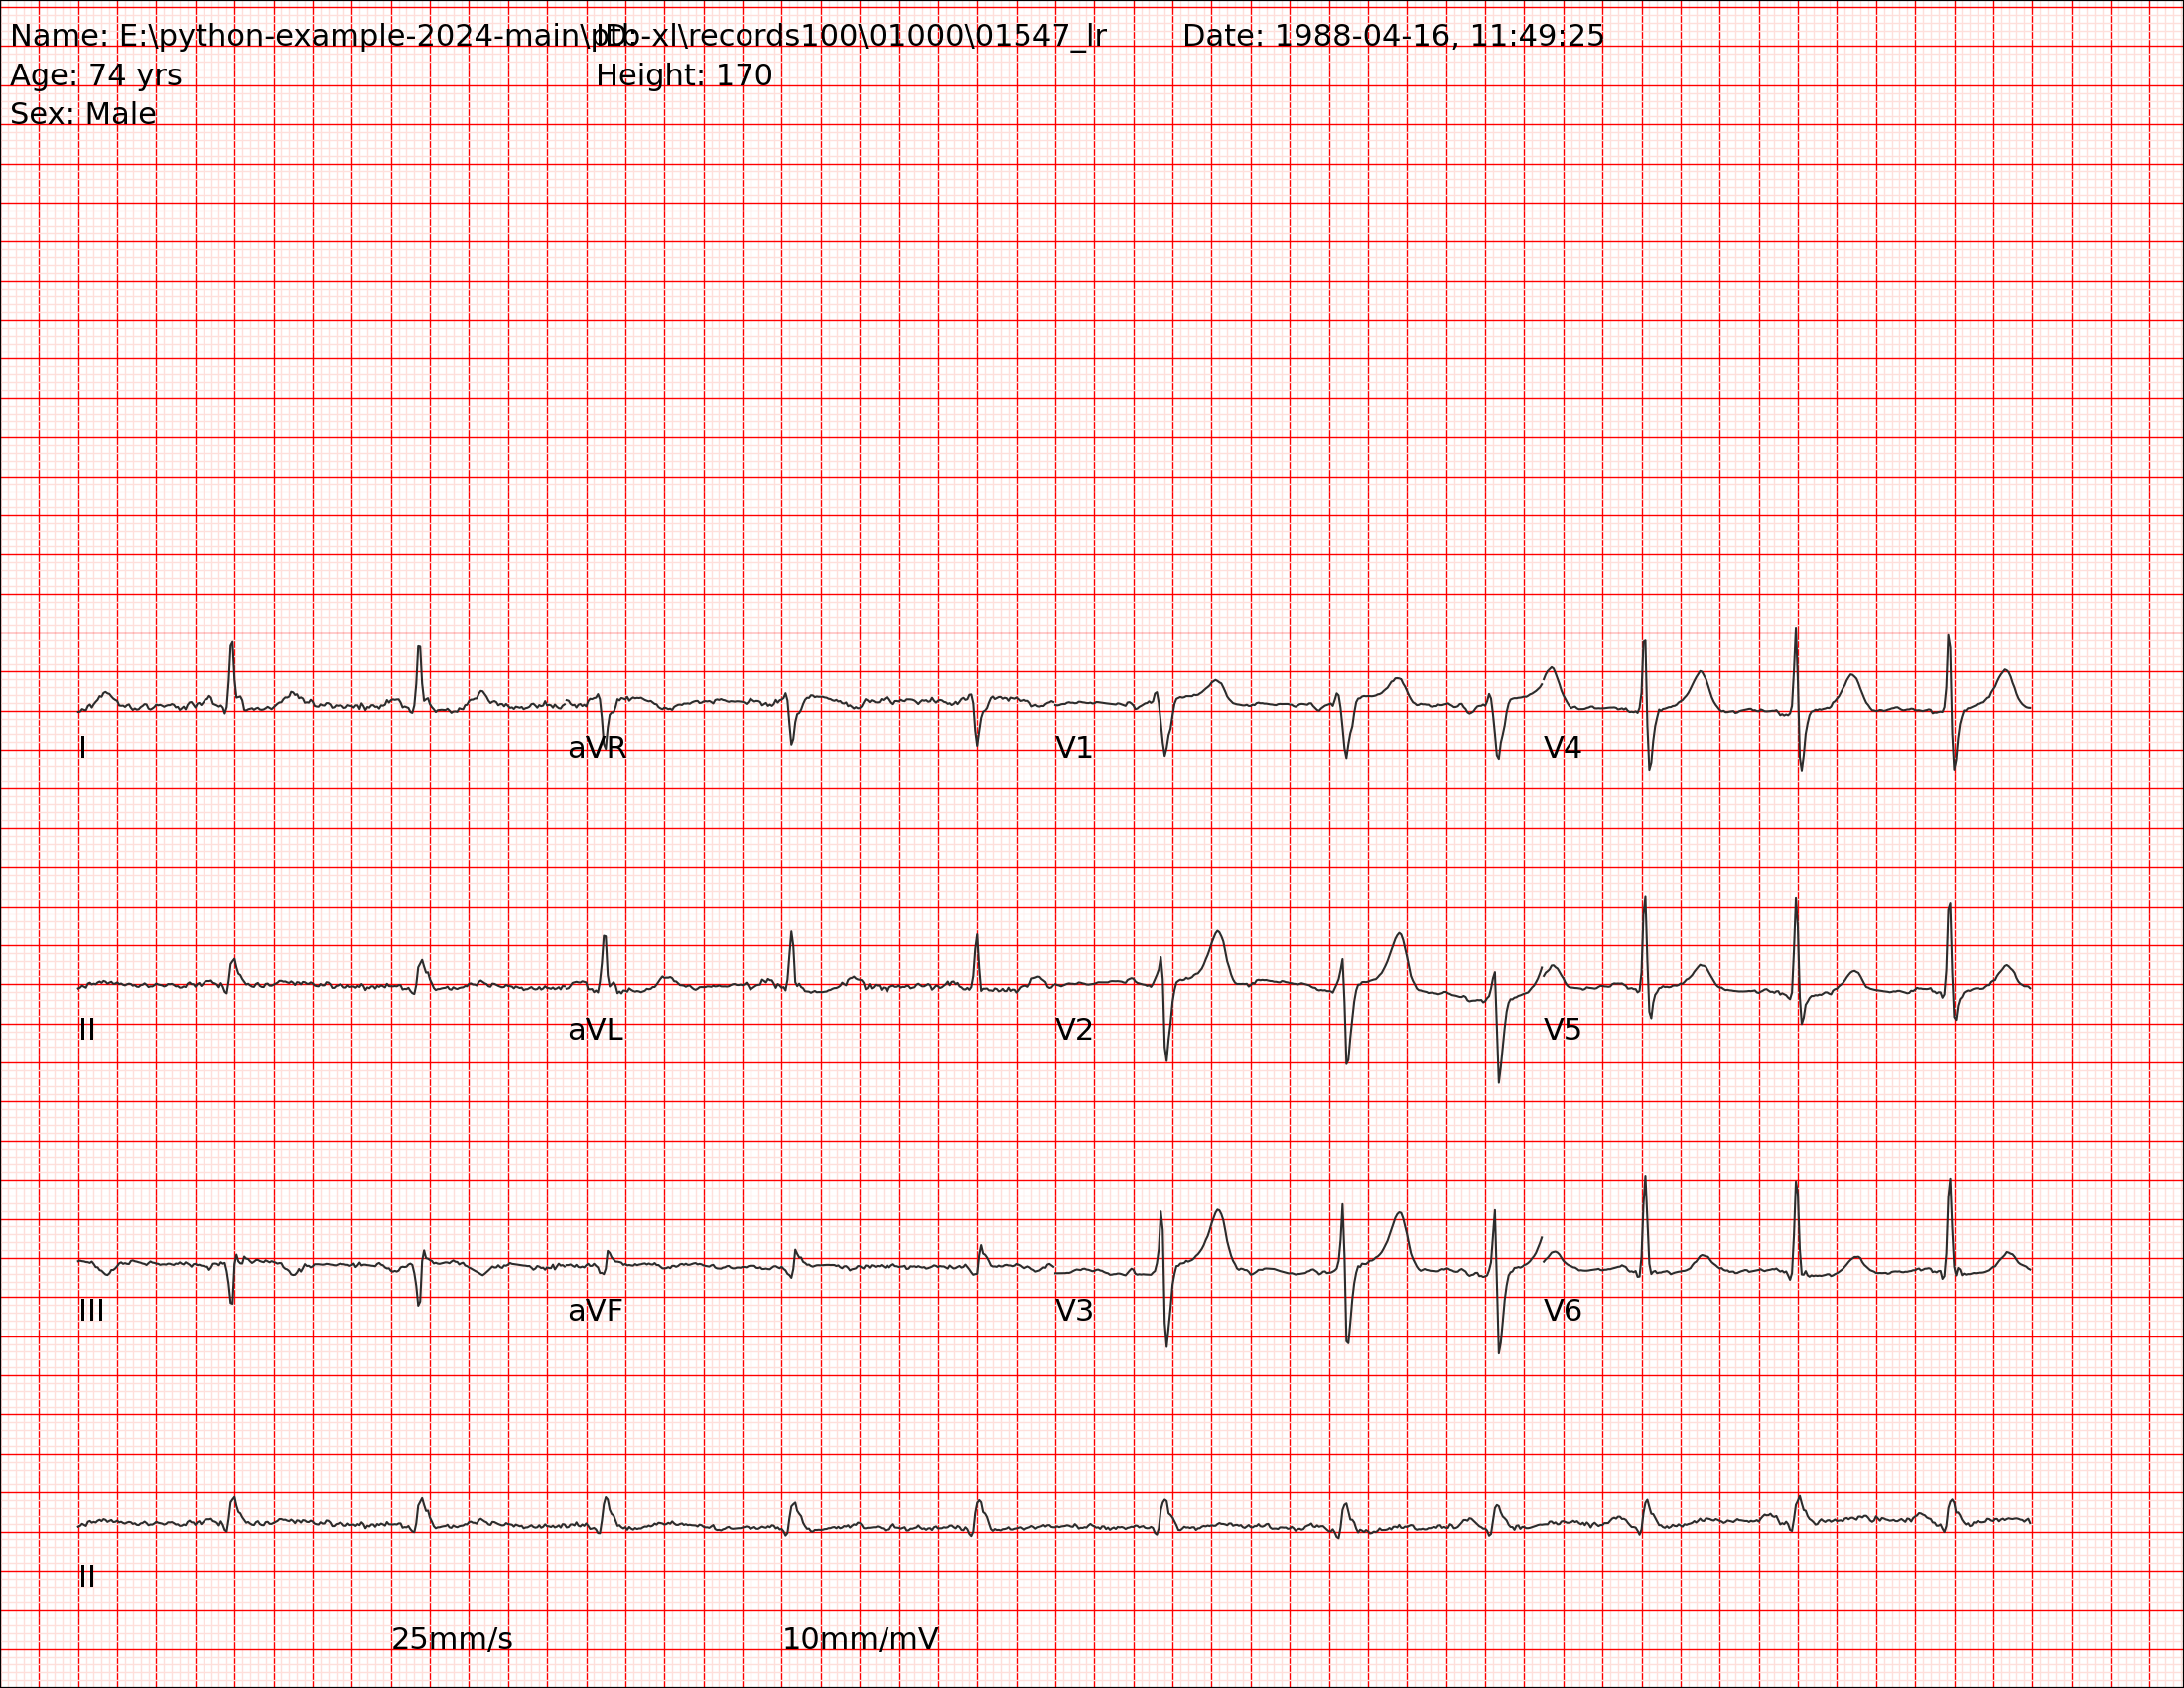 Name: E:\python-example-2024-main\ptb-xl\records100\01000\01547_lr ID: Date: 1988-04-16, 11:49:25
Age: 74 yrs Height: 170
Sex: Male
I aVR V1 V4
II aVL V2 V5
III aVF V3 V6
II
25mm/s 10mm/mV